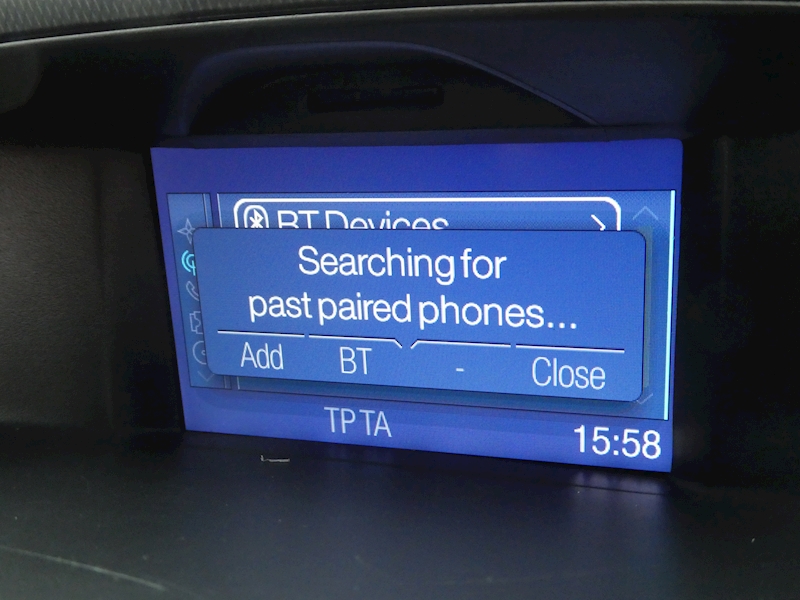 BT Devices
Searching for
past paired phones...
Add BT - Close
TP TA
15:58